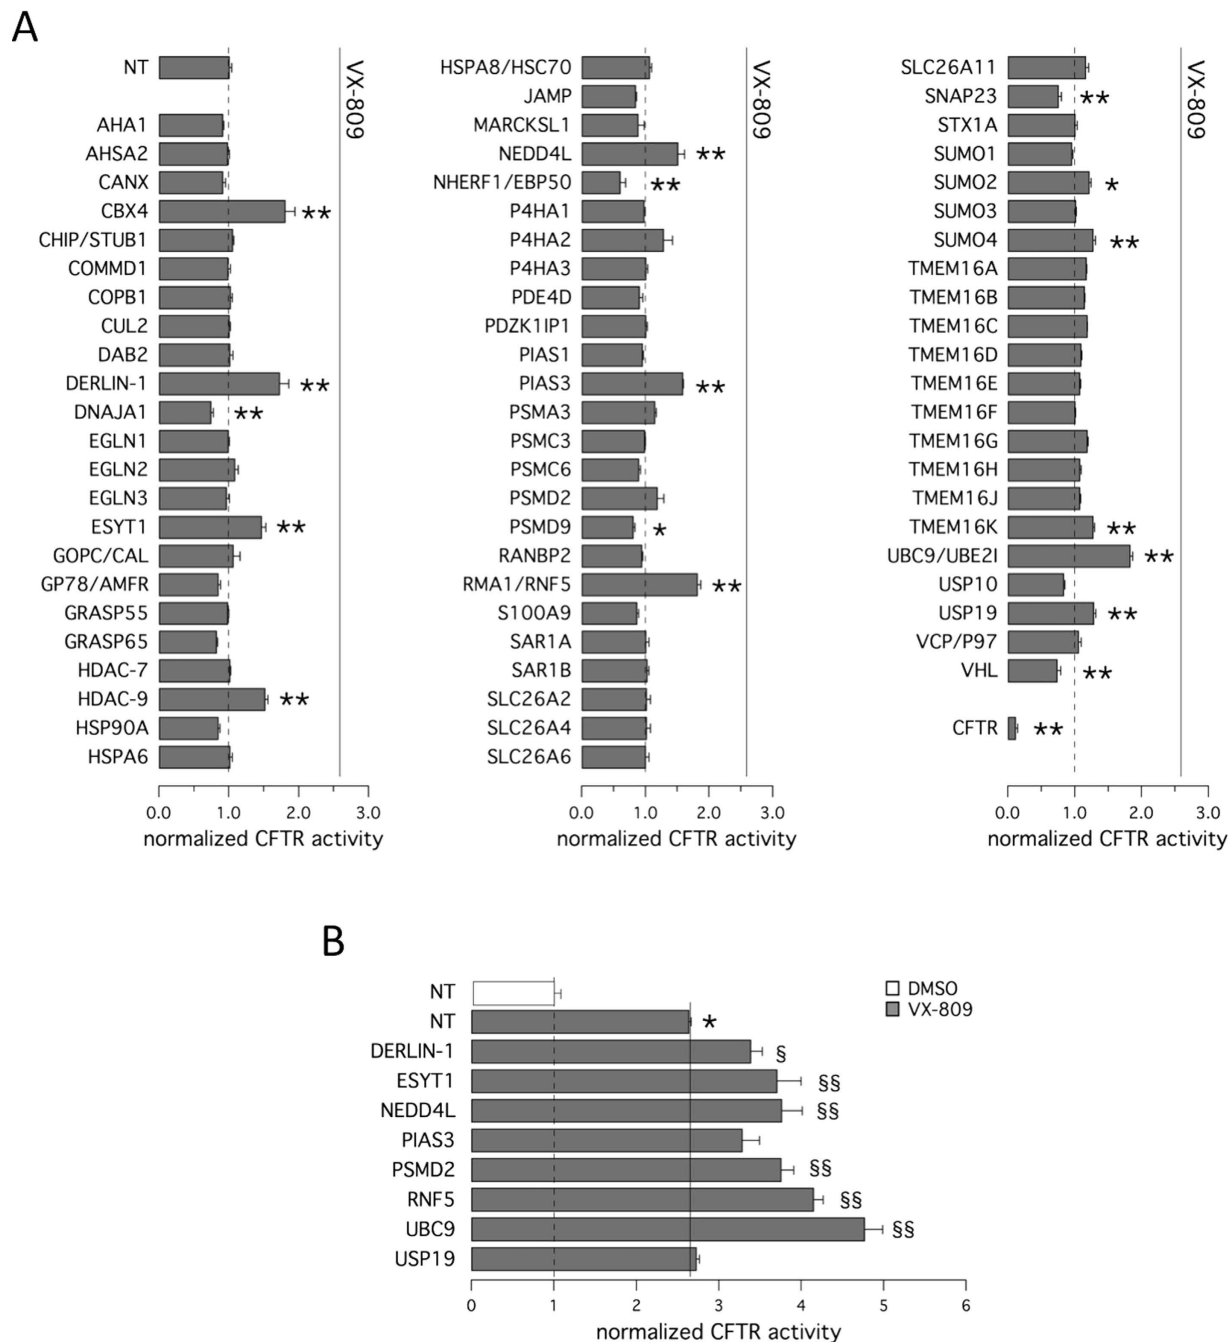 A
NT
AHA1
AHSA2
CANX
CBX4 **
CHIP/STUB1
COMMD1
COPB1
CUL2
DAB2
DERLIN-1 **
DNAJA1 **
EGLN1
EGLN2
EGLN3
ESYT1 **
GOPC/CAL
GP78/AMFR
GRASP55
GRASP65
HDAC-7
HDAC-9 **
HSP90A
HSPA6
VX-809
0.0 1.0 2.0 3.0
normalized CFTR activity
HSPA8/HSC70
JAMP
MARCKSL1
NEDD4L **
NHERF1/EBP50 **
P4HA1
P4HA2
P4HA3
PDE4D
PDZK1IP1
PIAS1
PIAS3 **
PSMA3
PSMC3
PSMC6
PSMD2
PSMD9 *
RANBP2
RMA1/RNF5 **
S100A9
SAR1A
SAR1B
SLC26A2
SLC26A4
SLC26A6
VX-809
0.0 1.0 2.0 3.0
normalized CFTR activity
SLC26A11
SNAP23 **
STX1A
SUMO1
SUMO2 *
SUMO3
SUMO4 **
TMEM16A
TMEM16B
TMEM16C
TMEM16D
TMEM16E
TMEM16F
TMEM16G
TMEM16H
TMEM16J
TMEM16K **
UBC9/UBE2I **
USP10
USP19 **
VCP/P97
VHL **
CFTR **
VX-809
0.0 1.0 2.0 3.0
normalized CFTR activity
B
NT
NT *
DERLIN-1 §
ESYT1 §§
NEDD4L §§
PIAS3
PSMD2 §§
RNF5 §§
UBC9 §§
USP19
DMSO
VX-809
0 1 2 3 4 5 6
normalized CFTR activity